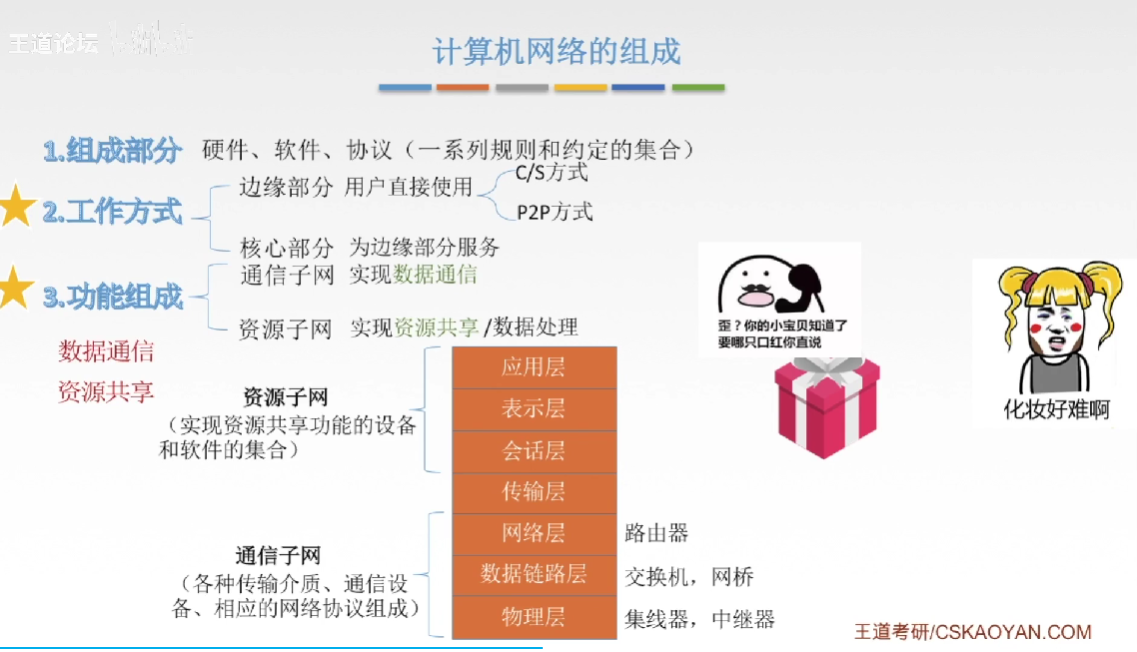 王道论坛
计算机网络的组成
1.组成部分 硬件、软件、协议（一系列规则和约定的集合）
2.工作方式
边缘部分 用户直接使用
C/S方式
P2P方式
核心部分 为边缘部分服务
3.功能组成
通信子网 实现数据通信
资源子网 实现资源共享/数据处理
数据通信
资源共享
资源子网
（实现资源共享功能的设备
和软件的集合）
应用层
表示层
会话层
传输层
通信子网
（各种传输介质、通信设
备、相应的网络协议组成）
网络层 路由器
数据链路层 交换机，网桥
物理层 集线器，中继器
歪？你的小宝贝知道了
要哪只口红你直说
化妆好难啊
王道考研/CSKAOYAN.COM